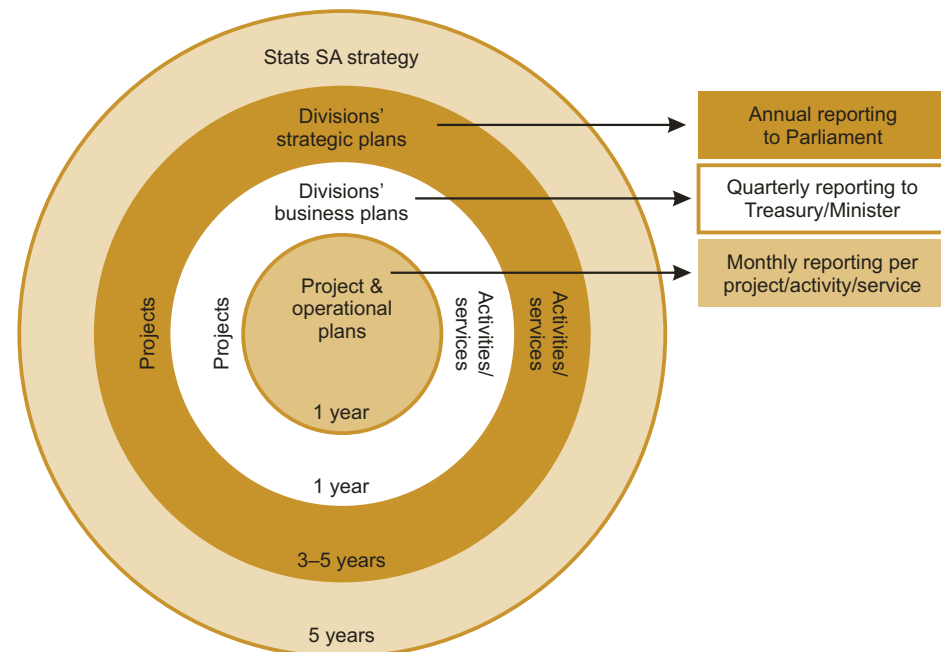 Stats SA strategy
Divisions’
strategic plans
Annual reporting
to Parliament
Divisions’
business plans
Quarterly reporting to
Treasury/Minister
Project &
operational
plans
Monthly reporting per
project/activity/service
Projects
Projects
Activities/
services
Activities/
services
1 year
1 year
3–5 years
5 years